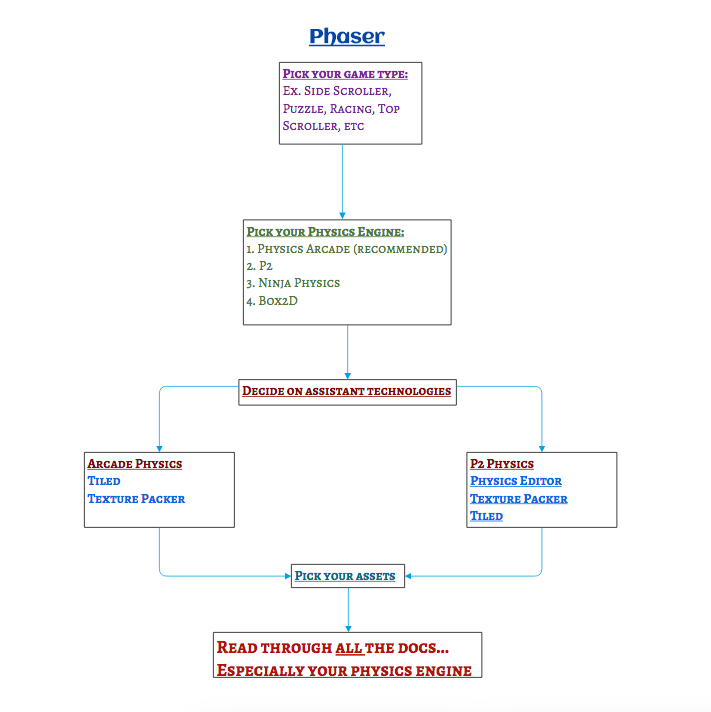 Phaser
Pick your game type:
Ex. Side Scroller,
Puzzle, Racing, Top
Scroller, etc
Pick your Physics Engine:
1. Physics Arcade (recommended)
2. P2
3. Ninja Physics
4. Box2D
Decide on assistant technologies
Arcade Physics
Tiled
Texture Packer
P2 Physics
Physics Editor
Texture Packer
Tiled
Pick your assets
Read through all the docs...
Especially your physics engine